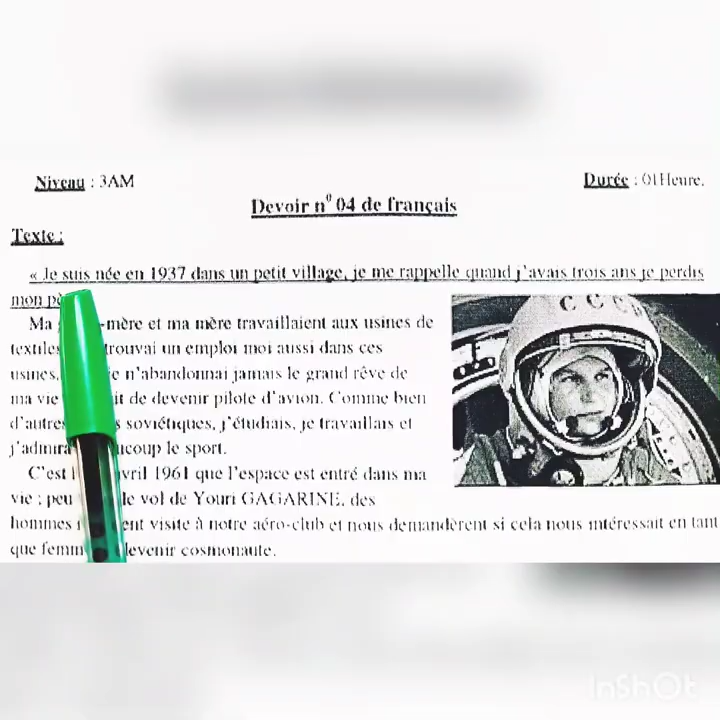 Niveau : 3AM
Durée : 01Heure.
Devoir n° 04 de français
Texte :
« Je suis née en 1937 dans un petit village, je me rappelle quand j'avais trois ans je perdis
mon
Ma mère et ma mère travaillaient aux usines de
textiles trouvai un emploi moi aussi dans ces
usines. je n'abandonnai jamais le grand rêve de
ma vie de devenir pilote d'avion. Comme bien
d'autres soviétiques, j'étudiais, je travaillais et
j'admirai le sport.
C'est avril 1961 que l'espace est entré dans ma
vie ; peu le vol de Youri GAGARINE, des
hommes visite à notre aéro-club et nous demandèrent si cela nous intéressait en tant
que devenir cosmonaute.
CCCP
InShOt